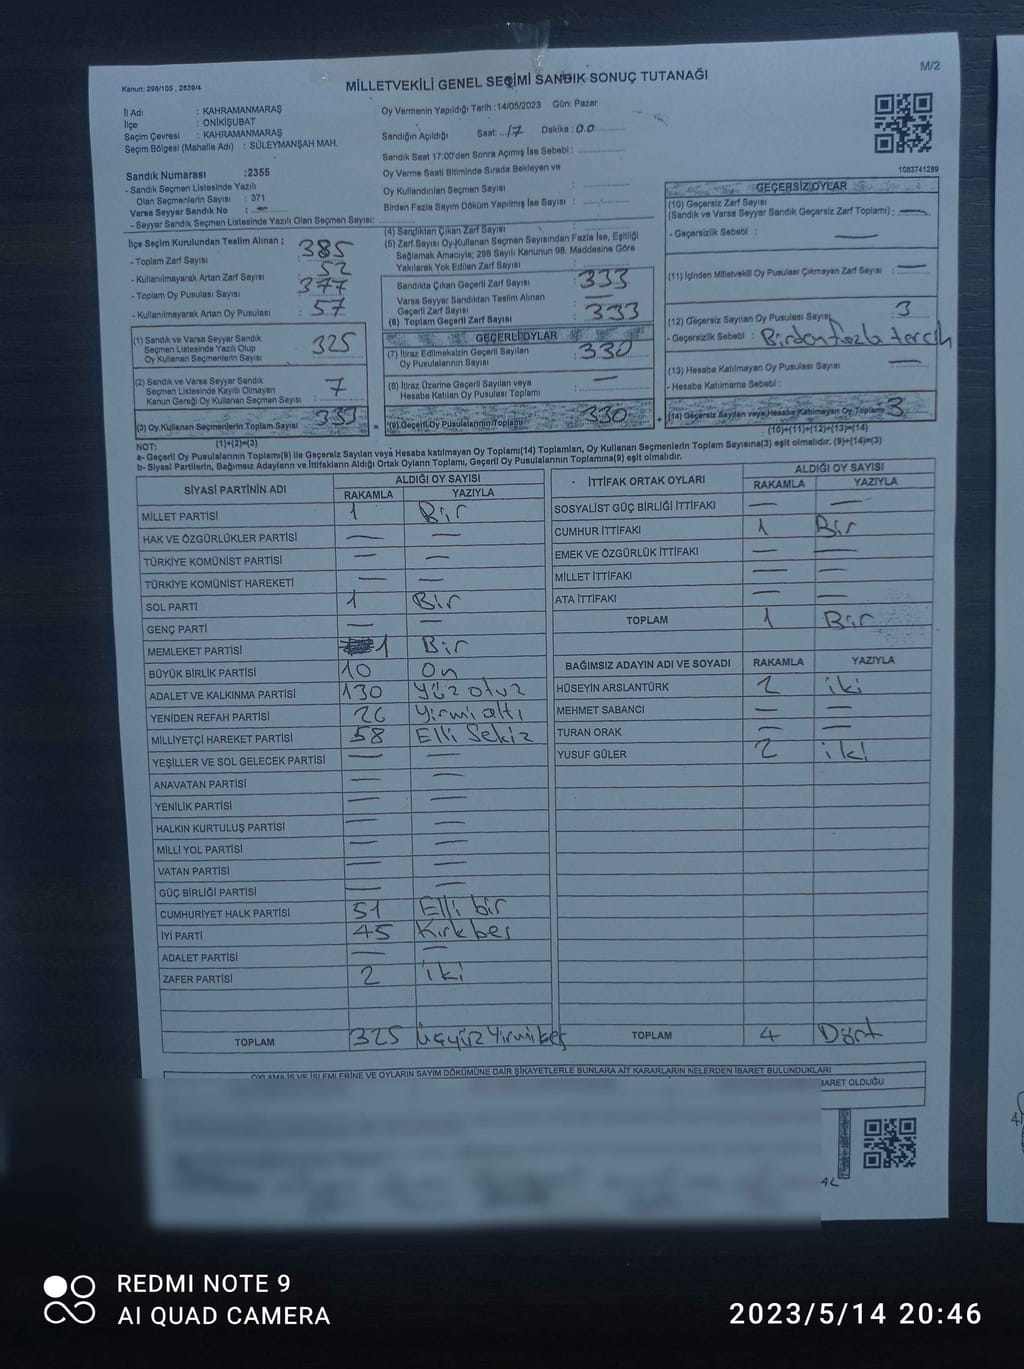 M/2
Kanun: 298/105 , 2839/4
MİLLETVEKİLİ GENEL SEÇİMİ SANDIK SONUÇ TUTANAĞI
İl Adı : KAHRAMANMARAŞ
İlçe : ONİKİŞUBAT
Seçim Çevresi : KAHRAMANMARAŞ
Seçim Bölgesi (Mahalle Adı) : SÜLEYMANŞAH MAH.
Sandık Numarası :2355
- Sandık Seçmen Listesinde Yazılı
Olan Seçmenlerin Sayısı : 371
Varsa Seyyar Sandık No : —
- Seyyar Sandık Seçmen Listesinde Yazılı Olan Seçmen Sayısı:
İlçe Seçim Kurulundan Teslim Alınan ;
- Toplam Zarf Sayısı : 385
- Kullanılmayarak Artan Zarf Sayısı : 52
- Toplam Oy Pusulası Sayısı : 377
- Kullanılmayarak Artan Oy Pusulası : 57
(1) Sandık ve Varsa Seyyar Sandık
Seçmen Listesinde Yazılı Olup
Oy Kullanan Seçmenlerin Sayısı : 325
(2) Sandık ve Varsa Seyyar Sandık
Seçmen Listesinde Kayıtlı Olmayan
Kanun Gereği Oy Kullanan Seçmen Sayısı : 7
(3) Oy Kullanan Seçmenlerin Toplam Sayısı : 333
(1)+(2)=(3)
Oy Vermenin Yapıldığı Tarih :14/05/2023 Gün: Pazar
Sandığın Açıldığı Saat: 17 Dakika: 00
Sandık Saat 17:00'den Sonra Açımış İse Sebebi :
Oy Verme Saati Bitiminde Sırada Bekleyen ve
Oy Kullandırılan Seçmen Sayısı :
Birden Fazla Sayım Döküm Yapılmış İse Sayısı :
(4) Sandıktan Çıkan Zarf Sayısı :
(5) Zarf Sayısı Oy Kullanan Seçmen Sayısından Fazla İse, Eşitliği
Sağlamak Amacıyla; 298 Sayılı Kanunun 98. Meddesine Göre
Yakılarak Yok Edilen Zarf Sayısı :
Sandıkta Çıkan Geçerli Zarf Sayısı : 333
Varsa Seyyar Sandıktan Teslim Alınan
Geçerli Zarf Sayısı : —
(6) Toplam Geçerli Zarf Sayısı : 333
GEÇERLİ OYLAR
(7) İtiraz Edilmeksizin Geçerli Sayılan
Oy Pusulalarının Sayısı : 330
(8) İtiraz Üzerine Geçerli Sayılan veya
Hesaba Katılan Oy Pusulası Toplamı : —
(9) Geçerli Oy Pusulalarının Toplamı : 330
1083741289
GEÇERSİZ OYLAR
(10) Geçersiz Zarf Sayısı
(Sandık ve Varsa Seyyar Sandık Geçersiz Zarf Toplamı) : —
- Geçersizlik Sebebi : —
(11) İçinden Milletvekili Oy Pusulası Çıkmayan Zarf Sayısı : —
(12) Geçersiz Sayılan Oy Pusulası Sayısı : 3
- Geçersizlik Sebebi : Birden fazla tercih
(13) Hesaba Katılmayan Oy Pusulası Sayısı : —
- Hesaba Katılmama Sebebi :
(14) Geçersiz Sayılan veya Hesaba Katılmayan Oy Toplamı : 3
(10)+(11)+(12)+(13)=(14)
NOT:
a- Geçerli Oy Pusulalarının Toplamı(9) ile Geçersiz Sayılan veya Hesaba katılmayan Oy Toplamı(14) Toplamları, Oy Kullanan Seçmenlerin Toplam Sayısına(3) eşit olmalıdır. (9)+(14)=(3)
b- Siyasi Partilerin, Bağımsız Adayların ve İttifakların Aldığı Ortak Oyların Toplamı, Geçerli Oy Pusulalarının Toplamına(9) eşit olmalıdır.
SİYASİ PARTİNİN ADI ALDIĞI OY SAYISI
RAKAMLA YAZIYLA
MİLLET PARTİSİ 1 Bir
HAK VE ÖZGÜRLÜKLER PARTİSİ — —
TÜRKİYE KOMÜNİST PARTİSİ — —
TÜRKİYE KOMÜNİST HAREKETİ — —
SOL PARTİ 1 Bir
GENÇ PARTİ — —
MEMLEKET PARTİSİ 1 Bir
BÜYÜK BİRLİK PARTİSİ 10 On
ADALET VE KALKINMA PARTİSİ 130 Yüz otuz
YENİDEN REFAH PARTİSİ 26 Yirmi altı
MİLLİYETÇİ HAREKET PARTİSİ 58 Elli Sekiz
YEŞİLLER VE SOL GELECEK PARTİSİ — —
ANAVATAN PARTİSİ — —
YENİLİK PARTİSİ — —
HALKIN KURTULUŞ PARTİSİ — —
MİLLİ YOL PARTİSİ — —
VATAN PARTİSİ — —
GÜÇ BİRLİĞİ PARTİSİ — —
CUMHURİYET HALK PARTİSİ 51 Elli bir
İYİ PARTİ 45 Kırk beş
ADALET PARTİSİ — —
ZAFER PARTİSİ 2 iki
TOPLAM 325 üçyüz Yirmi beş
İTTİFAK ORTAK OYLARI ALDIĞI OY SAYISI
RAKAMLA YAZIYLA
SOSYALİST GÜÇ BİRLİĞİ İTTİFAKI — —
CUMHUR İTTİFAKI 1 Bir
EMEK VE ÖZGÜRLÜK İTTİFAKI — —
MİLLET İTTİFAKI — —
ATA İTTİFAKI — —
TOPLAM 1 Bir
BAĞIMSIZ ADAYIN ADI VE SOYADI RAKAMLA YAZIYLA
HÜSEYİN ARSLANTÜRK 2 iki
MEHMET SABANCI — —
TURAN ORAK — —
YUSUF GÜLER 2 iki
TOPLAM 4 Dört
OYLAMA İŞ VE İŞLEMLERİNE VE OYLARIN SAYIM DÖKÜMÜNE DAİR ŞİKAYETLERLE BUNLARA AİT KARARLARIN NELERDEN İBARET BULUNDUKLARI
BARET OLDUĞU
REDMI NOTE 9
AI QUAD CAMERA
2023/5/14 20:46